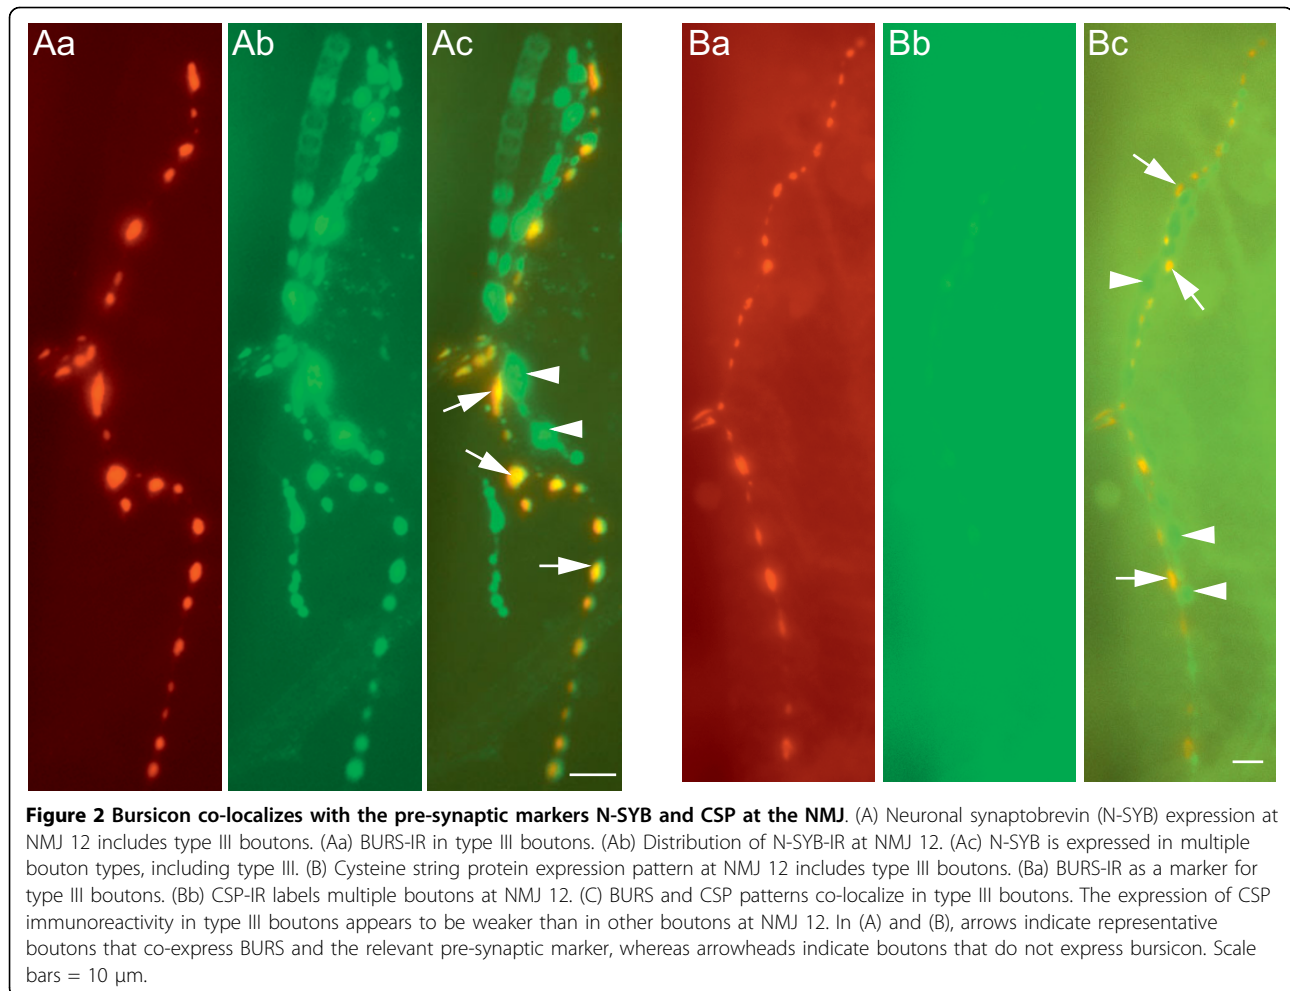 Aa Ab Ac Ba Bb Bc
Figure 2 Bursicon co-localizes with the pre-synaptic markers N-SYB and CSP at the NMJ. (A) Neuronal synaptobrevin (N-SYB) expression at
NMJ 12 includes type III boutons. (Aa) BURS-IR in type III boutons. (Ab) Distribution of N-SYB-IR at NMJ 12. (Ac) N-SYB is expressed in multiple
bouton types, including type III. (B) Cysteine string protein expression pattern at NMJ 12 includes type III boutons. (Ba) BURS-IR as a marker for
type III boutons. (Bb) CSP-IR labels multiple boutons at NMJ 12. (C) BURS and CSP patterns co-localize in type III boutons. The expression of CSP
immunoreactivity in type III boutons appears to be weaker than in other boutons at NMJ 12. In (A) and (B), arrows indicate representative
boutons that co-express BURS and the relevant pre-synaptic marker, whereas arrowheads indicate boutons that do not express bursicon. Scale
bars = 10 μm.